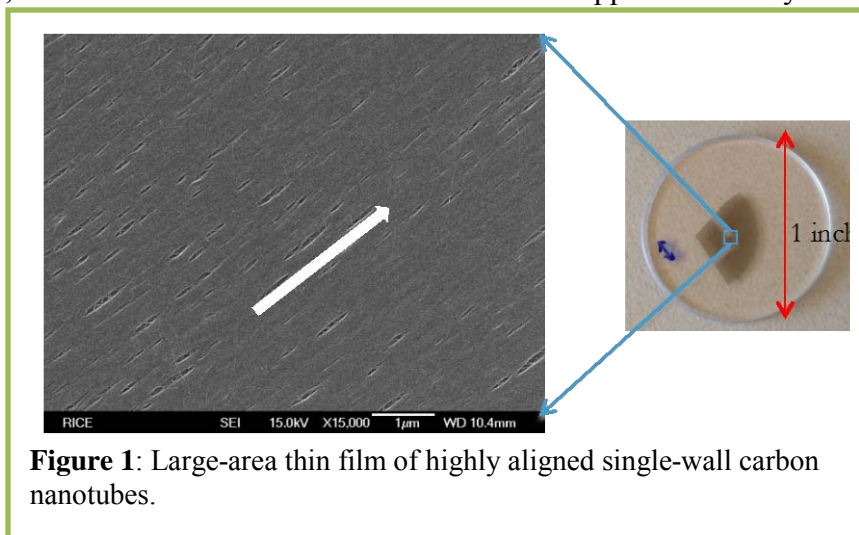 RICE SEI 15.0kV X15,000 1μm WD 10.4mm
1 inch
Figure 1: Large-area thin film of highly aligned single-wall carbon
nanotubes.